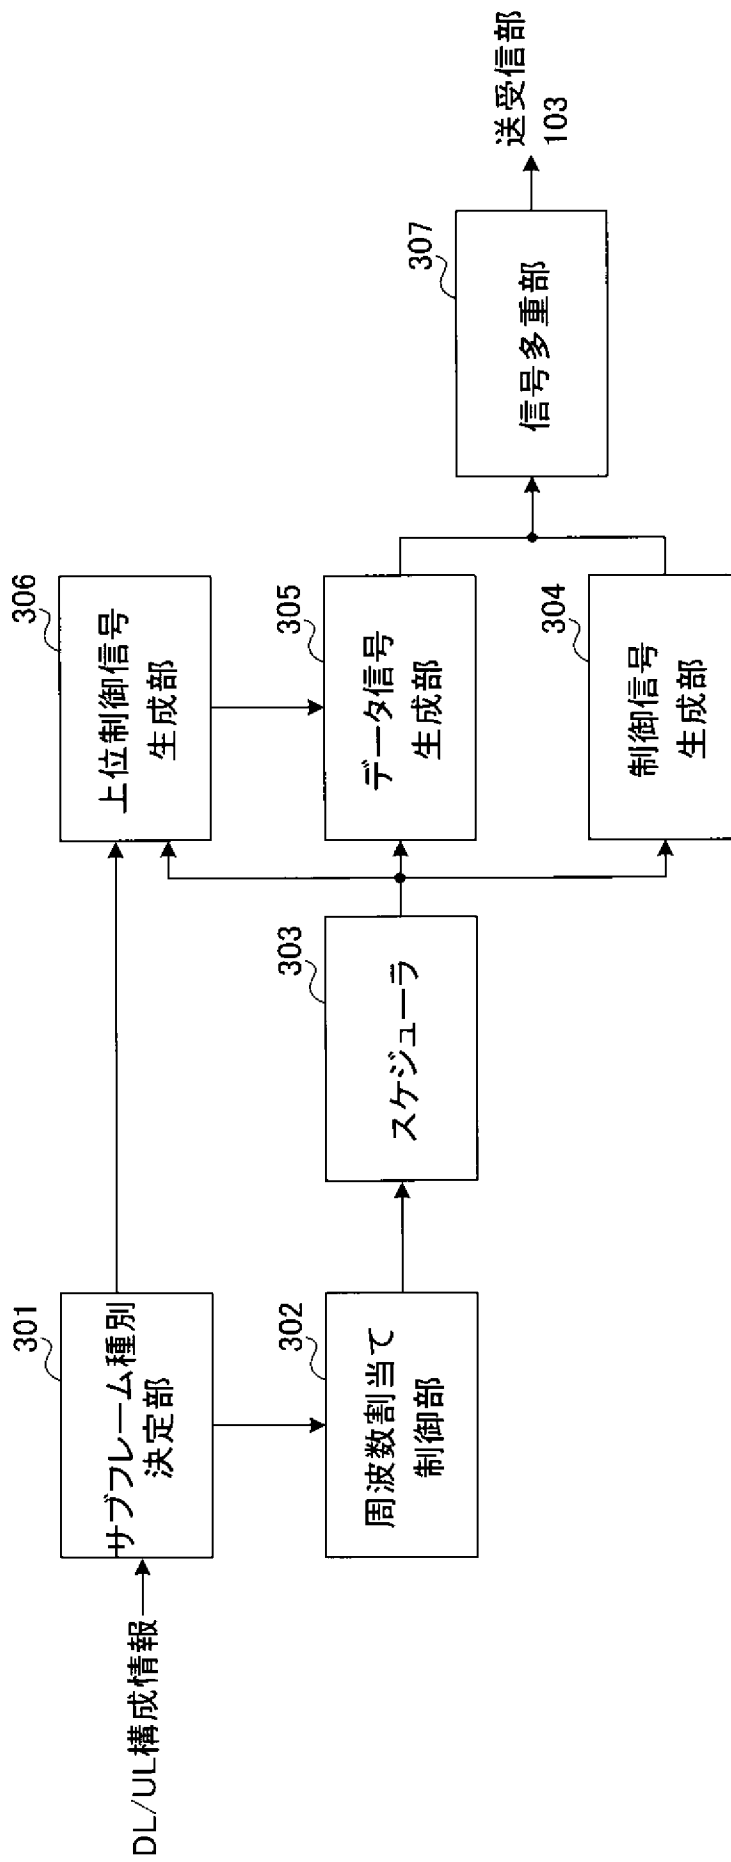 DL/UL構成情報
301
サブフレーム種別
決定部
302
周波数割当て
制御部
303
スケジューラ
306
上位制御信号
生成部
305
データ信号
生成部
304
制御信号
生成部
307
信号多重部
送受信部
103